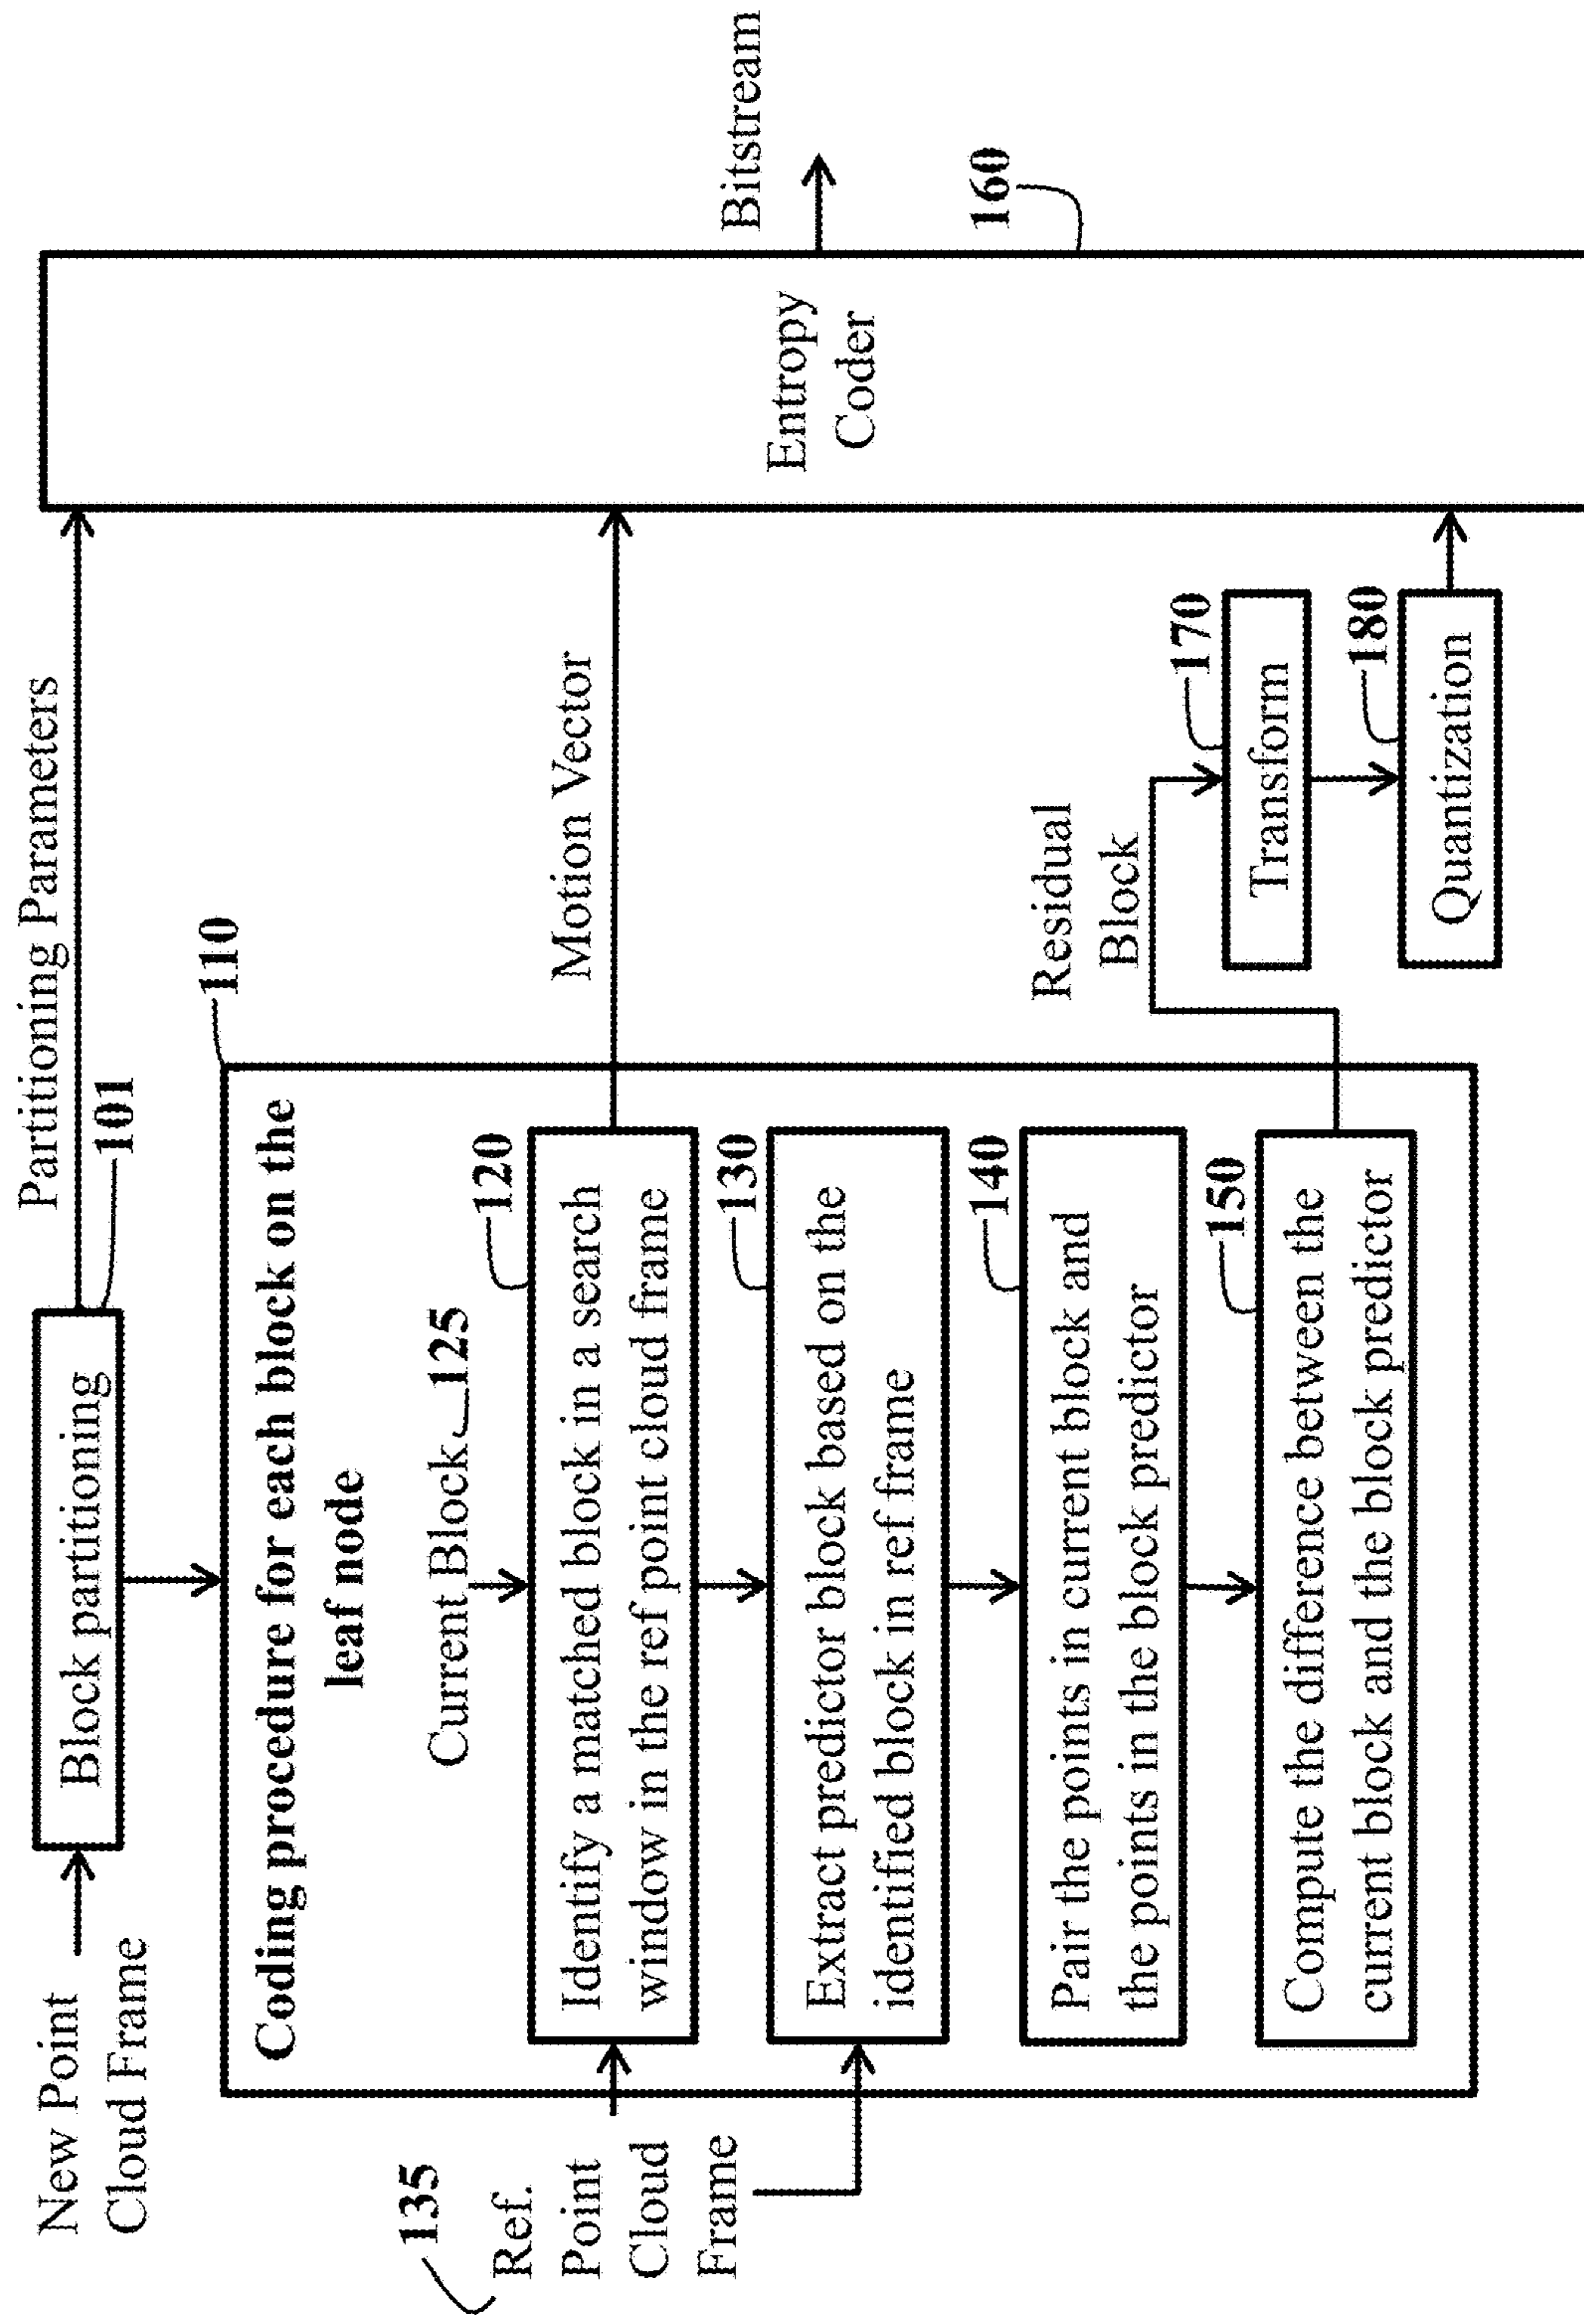 New Point
Cloud Frame
Block partitioning
101
Partitioning Parameters
110
Coding procedure for each block on the
leaf node
Current Block
125
135
Ref.
Point
Cloud
Frame
120
Identify a matched block in a search
window in the ref point cloud frame
Motion Vector
130
Extract predictor block based on the
identified block in ref frame
140
Pair the points in current block and
the points in the block predictor
150
Compute the difference between the
current block and the block predictor
Residual
Block
170
Transform
180
Quantization
Entropy
Coder
Bitstream
160